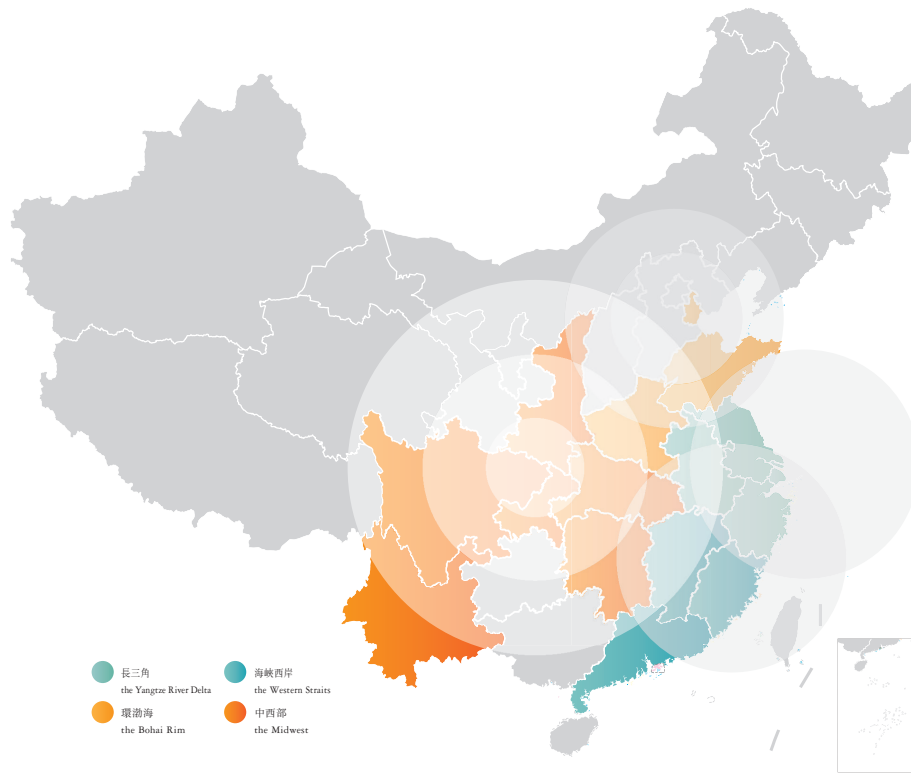 長三角
the Yangtze River Delta
海峽西岸
the Western Straits
環渤海
the Bohai Rim
中西部
the Midwest